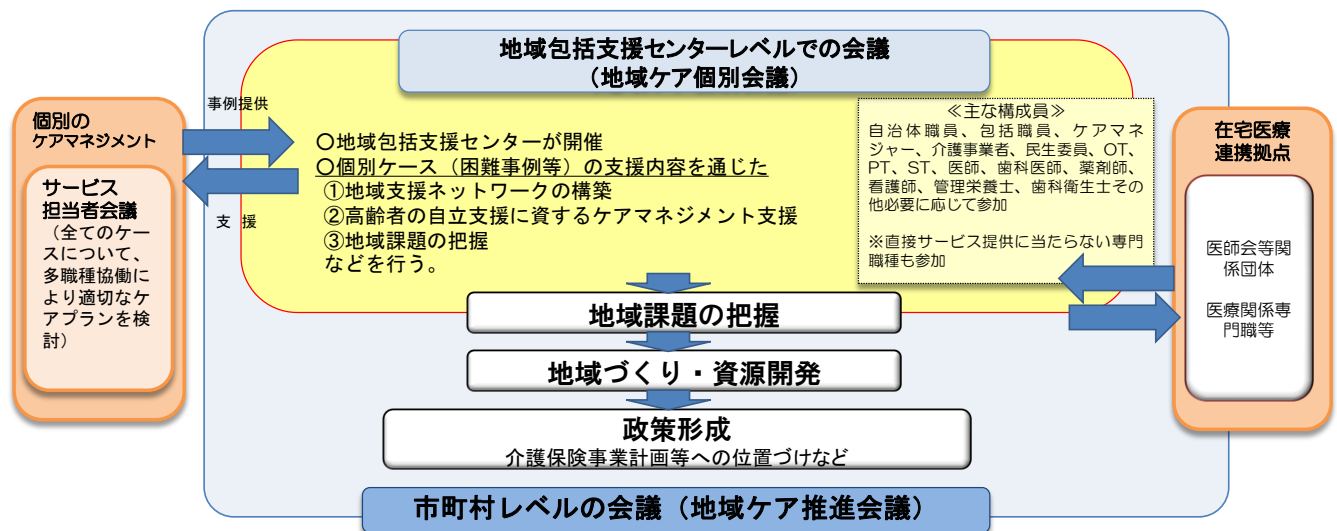 地域包括支援センターレベルでの会議
（地域ケア個別会議）
事例提供
個別の
ケアマネジメント
サービス
担当者会議
（全てのケー
スについて、
多職種協働に
より適切なケ
アプランを検
討）
支　援
〇地域包括支援センターが開催
〇個別ケース（困難事例等）の支援内容を通じた
①地域支援ネットワークの構築
②高齢者の自立支援に資するケアマネジメント支援
③地域課題の把握
などを行う。
≪主な構成員≫
自治体職員、包括職員、ケアマネ
ジャー、介護事業者、民生委員、OT、
PT、ST、医師、歯科医師、薬剤師、
看護師、管理栄養士、歯科衛生士その
他必要に応じて参加
※直接サービス提供に当たらない専門
職種も参加
在宅医療
連携拠点
医師会等関
係団体
医療関係専
門職等
地域課題の把握
地域づくり・資源開発
政策形成
介護保険事業計画等への位置づけなど
市町村レベルの会議（地域ケア推進会議）